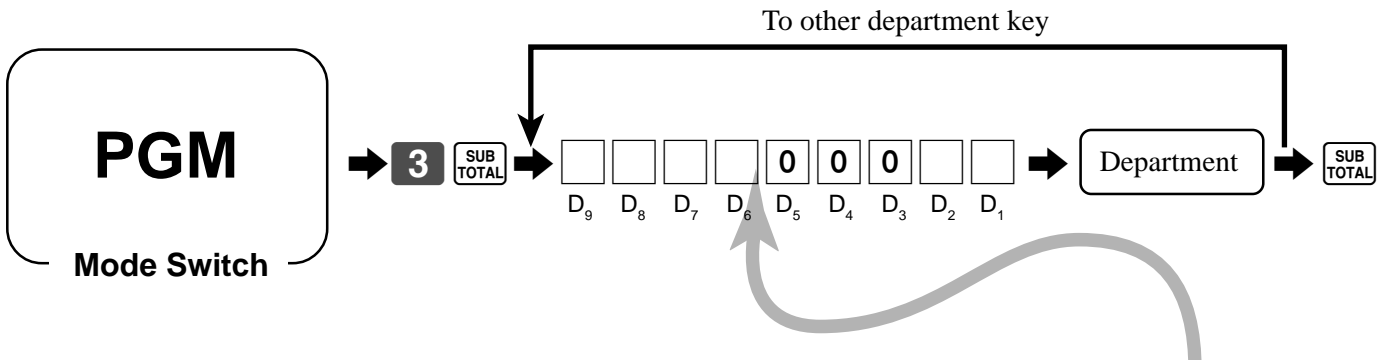 To other department key
PGM
Mode Switch
3 SUB TOTAL 0 0 0 Department SUB TOTAL
D9 D8 D7 D6 D5 D4 D3 D2 D1